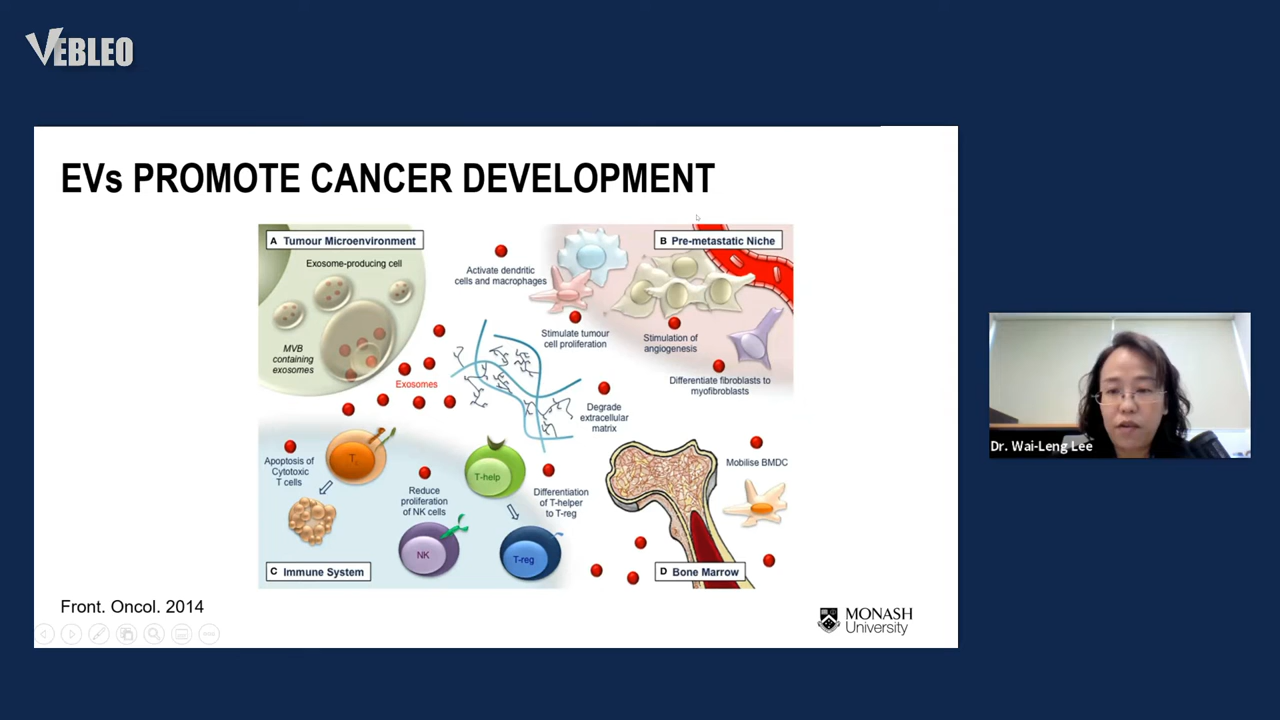 VEBLEO
EVs PROMOTE CANCER DEVELOPMENT
A Tumour Microenvironment
Exosome-producing cell
MVB
containing
exosomes
Exosomes
Activate dendritic
cells and macrophages
Stimulate tumour
cell proliferation
B Pre-metastatic Niche
Stimulation of
angiogenesis
Differentiate fibroblasts to
myofibroblasts
Degrade
extracellular
matrix
Apoptosis of
Cytotoxic
T cells
Reduce
proliferation
of NK cells
NK
T-help
Differentiation
of T-helper
to T-reg
T-reg
C Immune System
Mobilise BMDC
D Bone Marrow
Front. Oncol. 2014
MONASH
University
Dr. Wai-Leng Lee